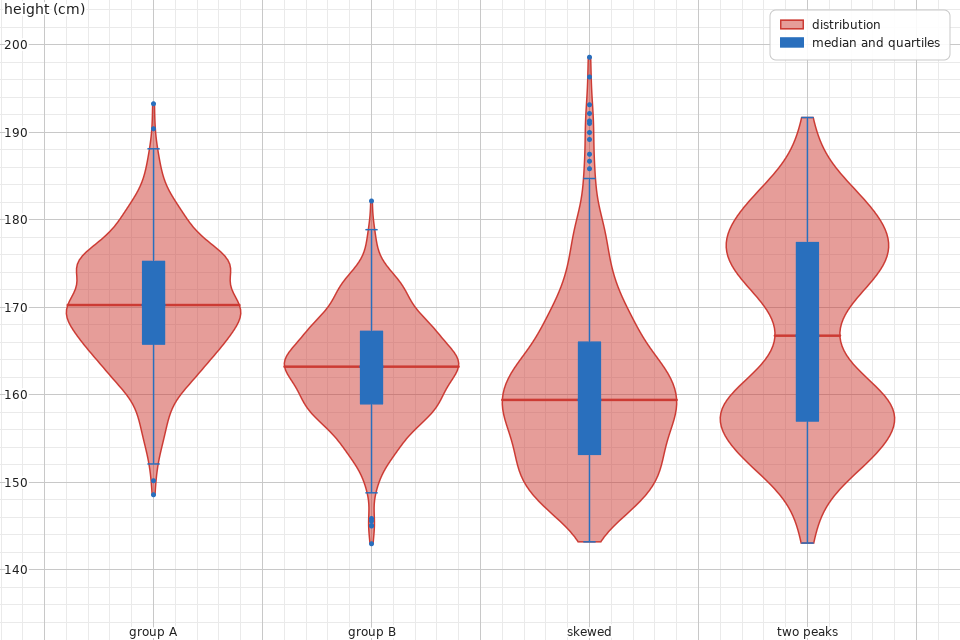 height (cm)
distribution
median and quartiles
200
190
180
170
160
150
140
group A
group B
skewed
two peaks